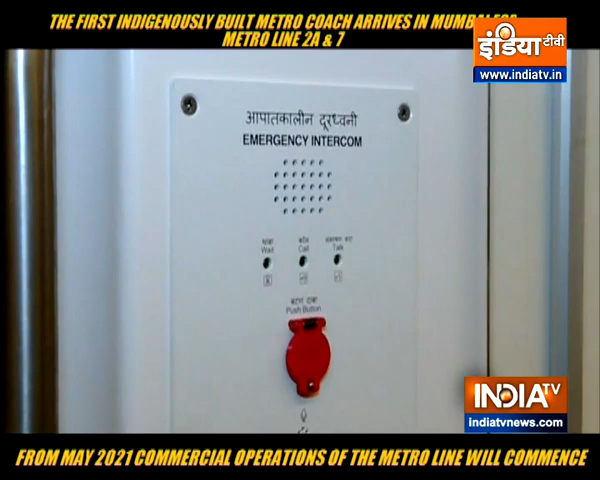 THE FIRST INDIGENOUSLY BUILT METRO COACH ARRIVES IN
METRO LINE 2A & 7
इंडिया टीवी
www.indiatv.in
आपातकालीन दूरध्वनी
EMERGENCY INTERCOM
थांबा
Wait
कॉल
Call
Talk
बटण दाबा
Push Button
INDIA TV
indiatvnews.com
FROM MAY 2021 COMMERCIAL OPERATIONS OF THE METRO LINE WILL COMMENCE